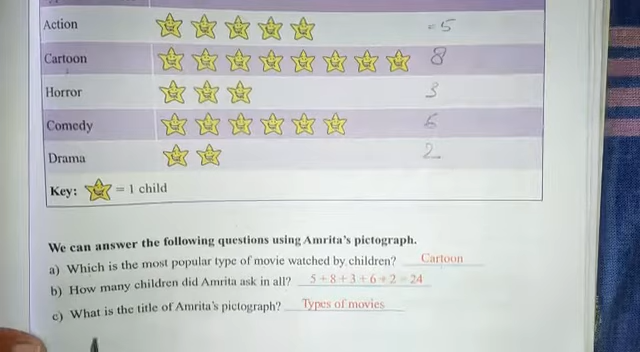 Action = 5
Cartoon 8
Horror 3
Comedy 6
Drama 2
Key: = 1 child
We can answer the following questions using Amrita's pictograph.
a) Which is the most popular type of movie watched by children? Cartoon
b) How many children did Amrita ask in all? 5 + 8 + 3 + 6 + 2 = 24
c) What is the title of Amrita's pictograph? Types of movies